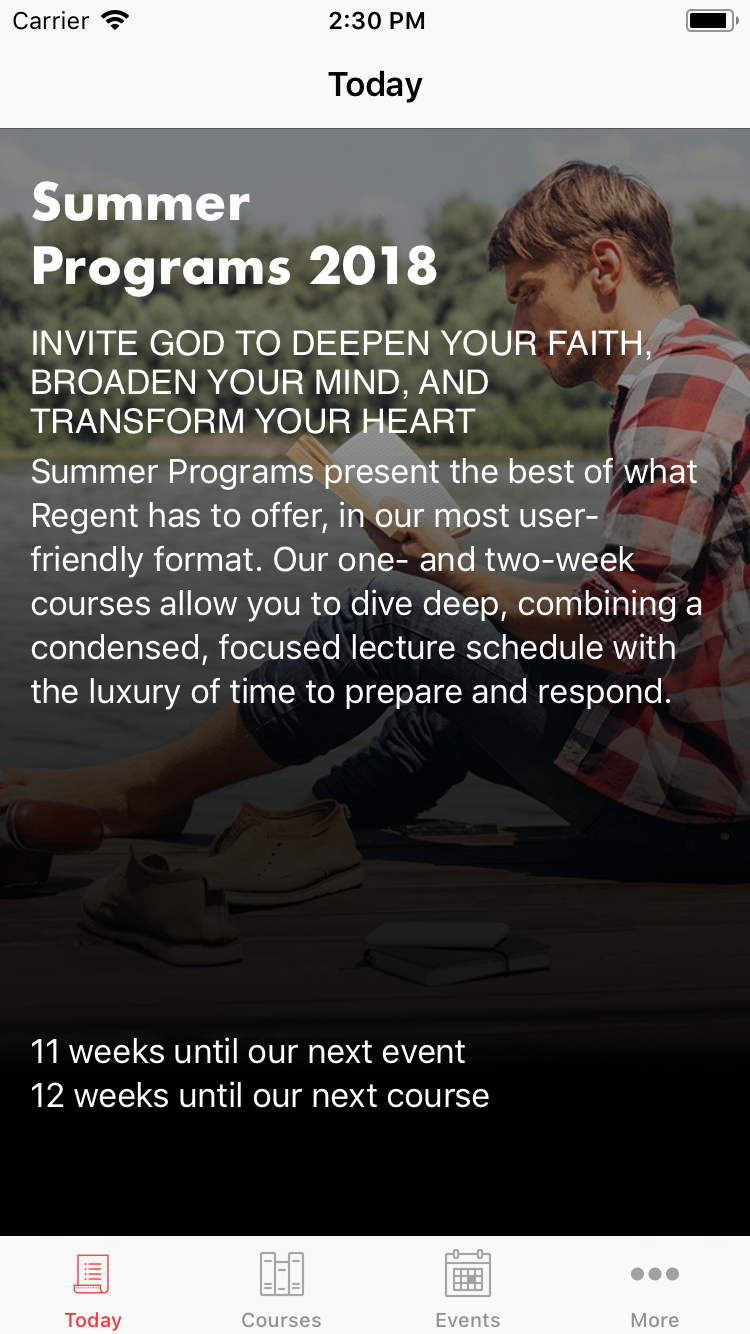 Carrier 2:30 PM
Today
Summer
Programs 2018
INVITE GOD TO DEEPEN YOUR FAITH,
BROADEN YOUR MIND, AND
TRANSFORM YOUR HEART
Summer Programs present the best of what
Regent has to offer, in our most user-
friendly format. Our one- and two-week
courses allow you to dive deep, combining a
condensed, focused lecture schedule with
the luxury of time to prepare and respond.
11 weeks until our next event
12 weeks until our next course
Today Courses Events More